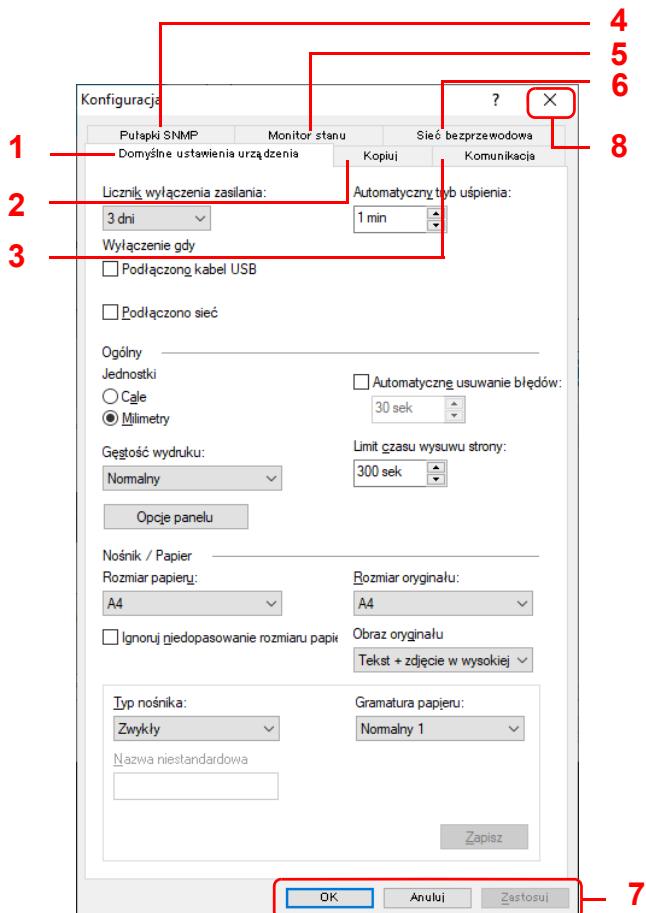 4
5
6
Konfiguracja ? ×
8
Pułapki SNMP Monitor stanu Sieć bezprzewodowa
1
Domyślne ustawienia urządzenia Kopiuj Komunikacja
2
Licznik wyłączenia zasilania: Automatyczny tryb uśpienia:
3 dni 1 min
3
Wyłączenie gdy
Podłączono kabel USB
Podłączono sieć
Ogólny
Jednostki
Cale
Milimetry
Automatyczne usuwanie błędów:
30 sek
Gęstość wydruku: Limit czasu wysuwu strony:
Normalny 300 sek
Opcje panelu
Nośnik / Papier
Rozmiar papieru: Rozmiar oryginału:
A4 A4
Ignoruj niedopasowanie rozmiaru papie Obraz oryginału
Tekst + zdjęcie w wysokiej
Typ nośnika: Gramatura papieru:
Zwykły Normalny 1
Nazwa niestandardowa
Zapisz
OK Anuluj Zastosuj
7